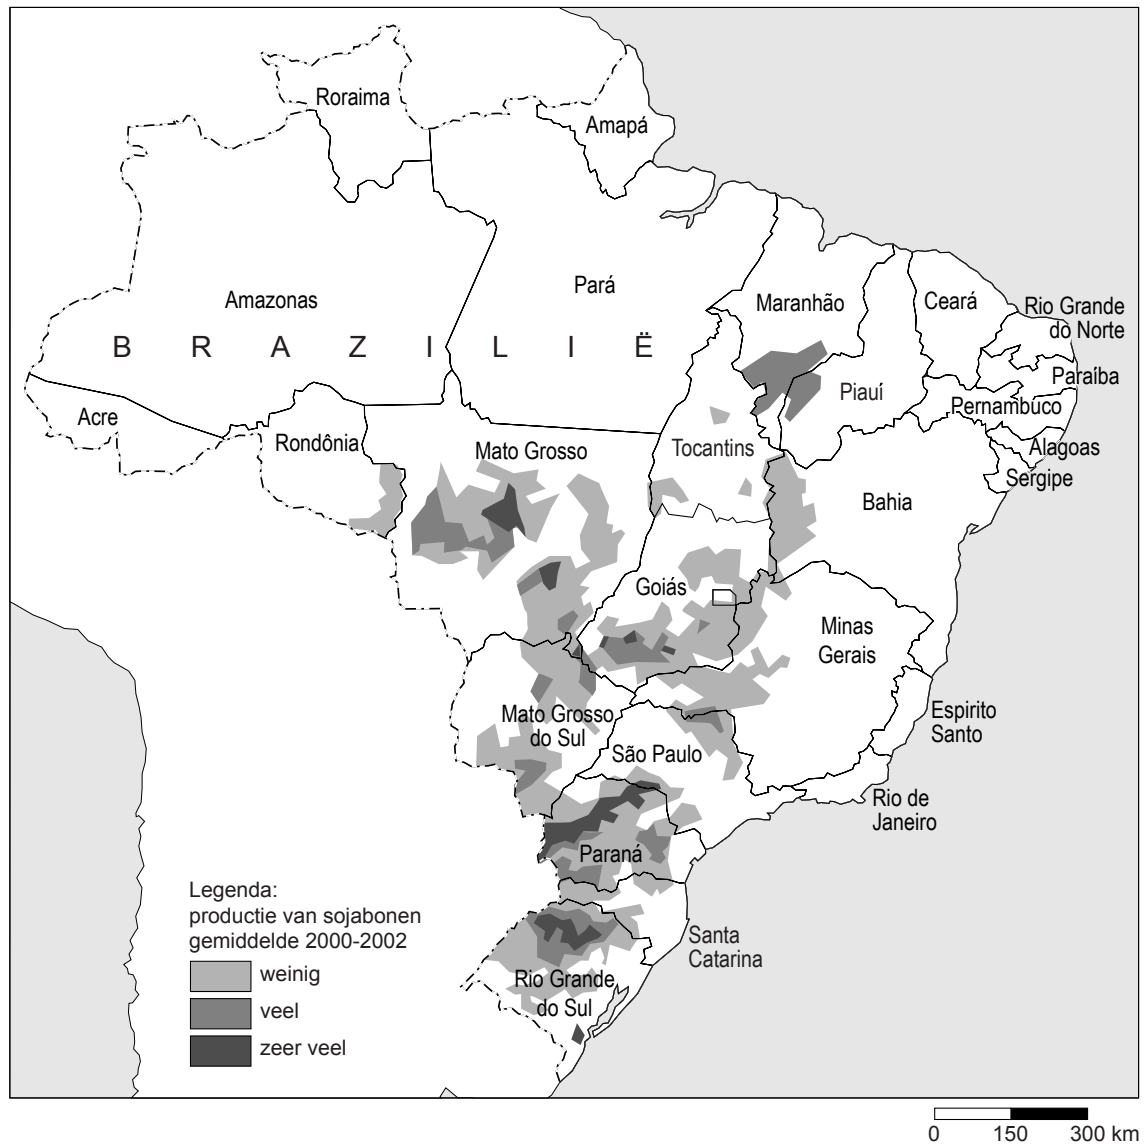 Roraima
Amapá
Amazonas
Pará
Maranhão
Ceará
Rio Grande
do Norte
B R A Z I L I Ë
Paraíba
Piauí
Pernambuco
Acre
Rondônia
Mato Grosso
Tocantins
Alagoas
Sergipe
Bahia
Goiás
Minas
Gerais
Espirito
Santo
Mato Grosso
do Sul
São Paulo
Rio de
Janeiro
Paraná
Santa
Catarina
Rio Grande
do Sul
Legenda:
productie van sojabonen
gemiddelde 2000-2002
weinig
veel
zeer veel
0 150 300 km